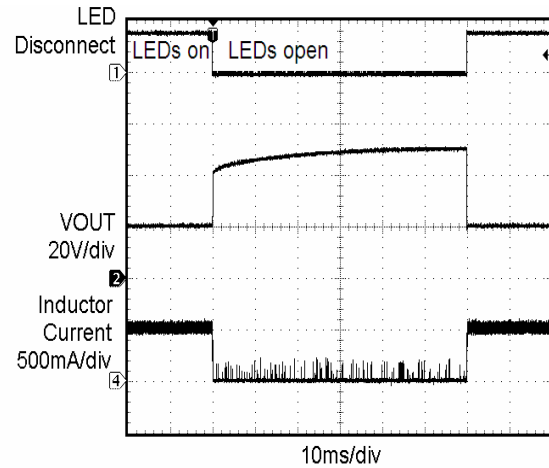 LED
Disconnect
T
LEDs on
LEDs open
1
VOUT
20V/div
2
Inductor
Current
500mA/div
4
10ms/div